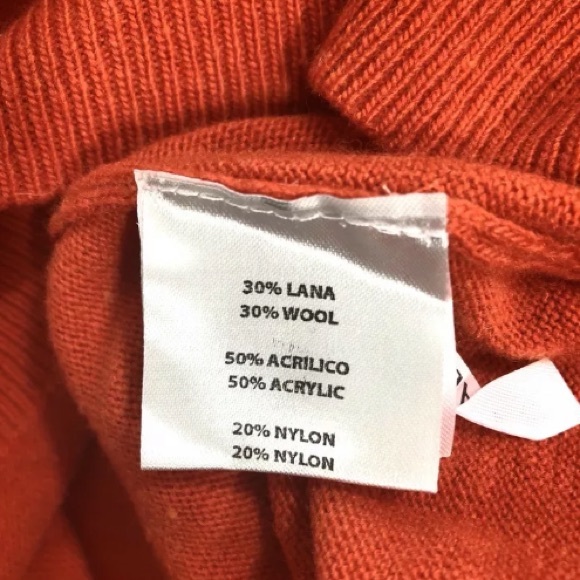 30% LANA
30% WOOL
50% ACRILICO
50% ACRYLIC
20% NYLON
20% NYLON